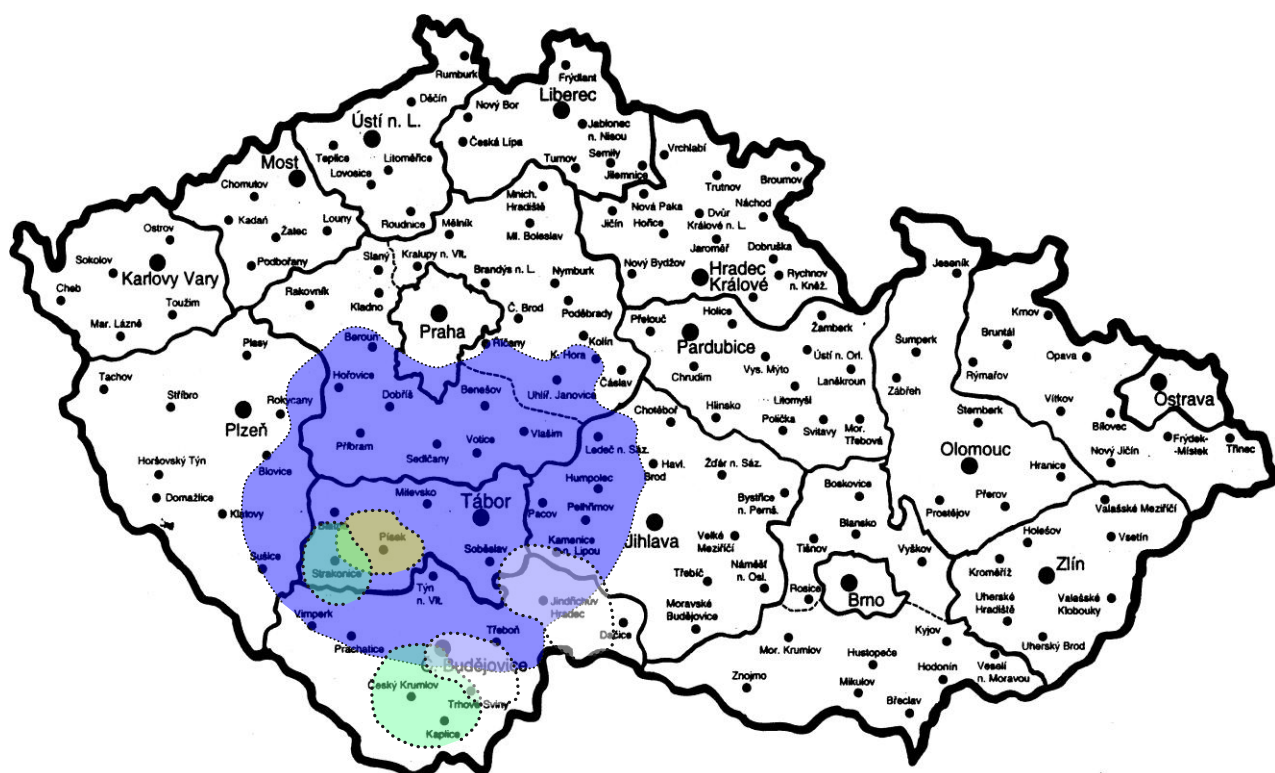 Rumburk
Děčín
Ústí n. L.
Teplice
Lovosice
Litoměřice
Roudnice
Most
Chomutov
Kadaň
Žatec
Louny
Podbořany
Ostrov
Sokolov
Cheb
Karlovy Vary
Toužim
Mar. Lázně
Frýdlant
Liberec
Nový Bor
Česká Lípa
Jablonec
n. Nisou
Semily
Turnov
Jilemnice
Vrchlabí
Trutnov
Broumov
Nová Paka
Jičín
Hořice
Dvůr
Králové n. L.
Náchod
Jaroměř
Dobruška
Nový Bydžov
Hradec
Králové
Rychnov
n. Kněž.
Mnich.
Hradiště
Ml. Boleslav
Mělník
Slaný
Kralupy n. Vlt.
Brandýs n. L.
Nymburk
Rakovník
Kladno
Praha
Č. Brod
Poděbrady
Říčany
Kolín
K. Hora
Čáslav
Uhlíř. Janovice
Beroun
Hořovice
Dobříš
Benešov
Příbram
Sedlčany
Votice
Vlašim
Plasy
Tachov
Stříbro
Rokycany
Plzeň
Blovice
Horšovský Týn
Domažlice
Klatovy
Sušice
Přelouč
Holice
Pardubice
Chrudim
Hlinsko
Vys. Mýto
Žamberk
Ústí n. Orl.
Lanškroun
Litomyšl
Polička
Svitavy
Mor.
Třebová
Chotěboř
Ledeč n. Sáz.
Havl.
Brod
Žďár n. Sáz.
Humpolec
Pacov
Pelhřimov
Kamenice
n. Lipou
Jihlava
Bystřice
n. Pernš.
Velké
Meziříčí
Třebíč
Náměšť
n. Osl.
Moravské
Budějovice
Milevsko
Tábor
Písek
Strakonice
Soběslav
Týn
n. Vlt.
Vimperk
Prachatice
Jindřichův
Hradec
Dačice
Třeboň
Č. Budějovice
Český Krumlov
Trhové Sviny
Kaplice
Jeseník
Šumperk
Zábřeh
Šternberk
Olomouc
Prostějov
Přerov
Hranice
Bruntál
Rýmařov
Krnov
Opava
Vítkov
Ostrava
Bílovec
Nový Jičín
Frýdek-
Místek
Třinec
Boskovice
Blansko
Tišnov
Vyškov
Rosice
Brno
Mor. Krumlov
Znojmo
Hustopeče
Mikulov
Břeclav
Kyjov
Hodonín
Veselí
n. Moravou
Valašské Meziříčí
Holešov
Vsetín
Kroměříž
Zlín
Uherské
Hradiště
Valašské
Klobouky
Uherský Brod